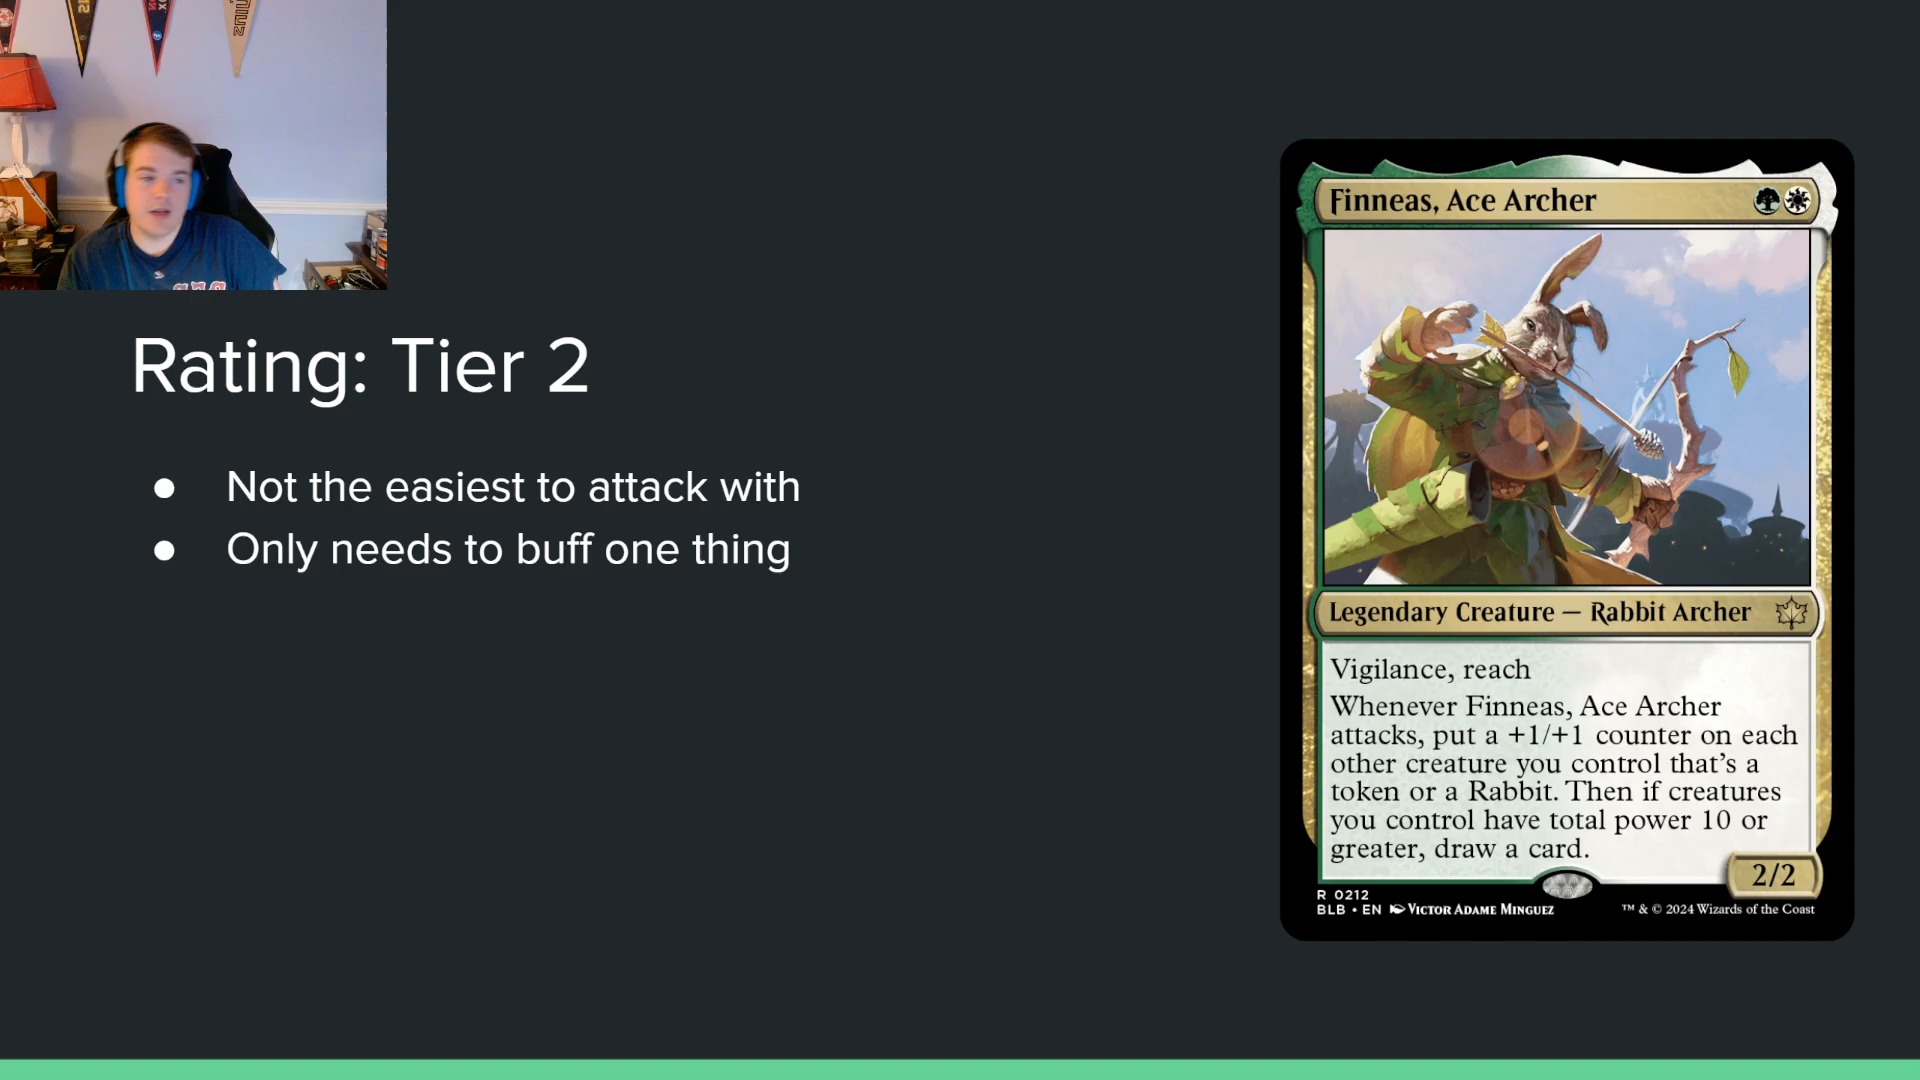 Rating: Tier 2
● Not the easiest to attack with
● Only needs to buff one thing
Finneas, Ace Archer
Legendary Creature — Rabbit Archer
Vigilance, reach
Whenever Finneas, Ace Archer
attacks, put a +1/+1 counter on each
other creature you control that's a
token or a Rabbit. Then if creatures
you control have total power 10 or
greater, draw a card.
2/2
R 0212
BLB • EN VICTOR ADAME MINGUEZ
™ & © 2024 Wizards of the Coast